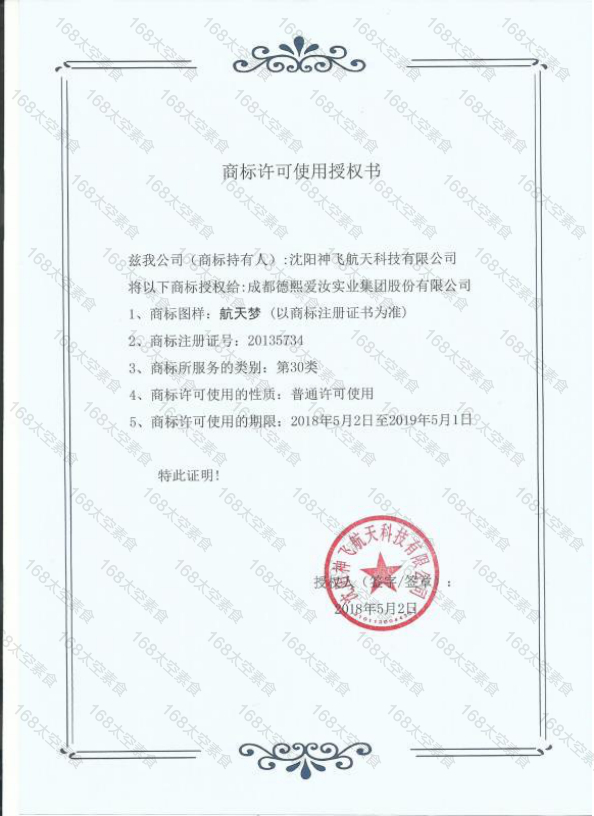 商标许可使用授权书
兹我公司（商标持有人）:沈阳神飞航天科技有限公司
将以下商标授权给:成都德熙爱汝实业集团股份有限公司
1、商标图样: 航天梦 (以商标注册证书为准)
2、商标注册证号: 20135734
3、商标所服务的类别: 第30类
4、商标许可使用的性质: 普通许可使用
5、商标许可使用的期限: 2018年5月2日至2019年5月1日
特此证明!
沈阳神飞航天科技有限公司
授权人（签字/签章）:
2018年5月2日
168太空素食